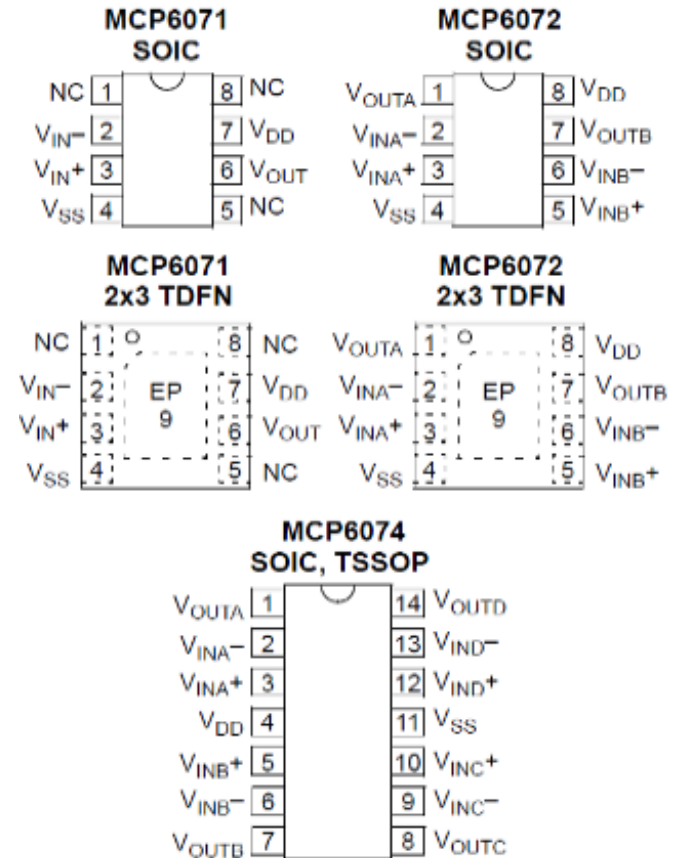 MCP6071 MCP6072
SOIC SOIC
NC 1 8 NC VOUTA 1 8 VDD
VIN– 2 7 VDD VINA– 2 7 VOUTB
VIN+ 3 6 VOUT VINA+ 3 6 VINB–
VSS 4 5 NC VSS 4 5 VINB+
MCP6071 MCP6072
2x3 TDFN 2x3 TDFN
NC 1 8 NC VOUTA 1 8 VDD
VIN– 2 EP 7 VDD VINA– 2 EP 7 VOUTB
VIN+ 3 9 6 VOUT VINA+ 3 9 6 VINB–
VSS 4 5 NC VSS 4 5 VINB+
MCP6074
SOIC, TSSOP
VOUTA 1 14 VOUTD
VINA– 2 13 VIND–
VINA+ 3 12 VIND+
VDD 4 11 VSS
VINB+ 5 10 VINC+
VINB– 6 9 VINC–
VOUTB 7 8 VOUTC